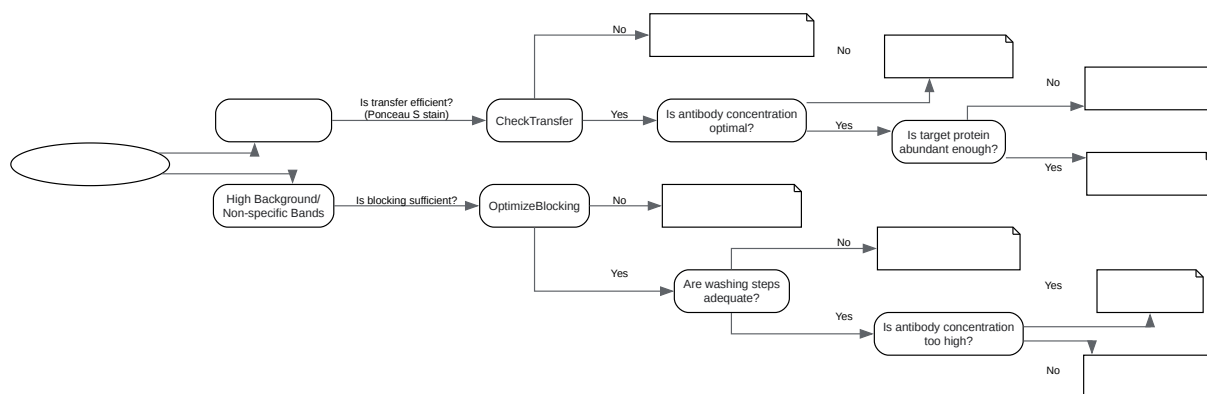 No
No
No
Is transfer efficient?
(Ponceau S stain)
CheckTransfer
Yes
Is antibody concentration
optimal?
Yes
Is target protein
abundant enough?
Yes
High Background/
Non-specific Bands
Is blocking sufficient?
OptimizeBlocking
No
No
Yes
Are washing steps
adequate?
Yes
Yes
Is antibody concentration
too high?
No